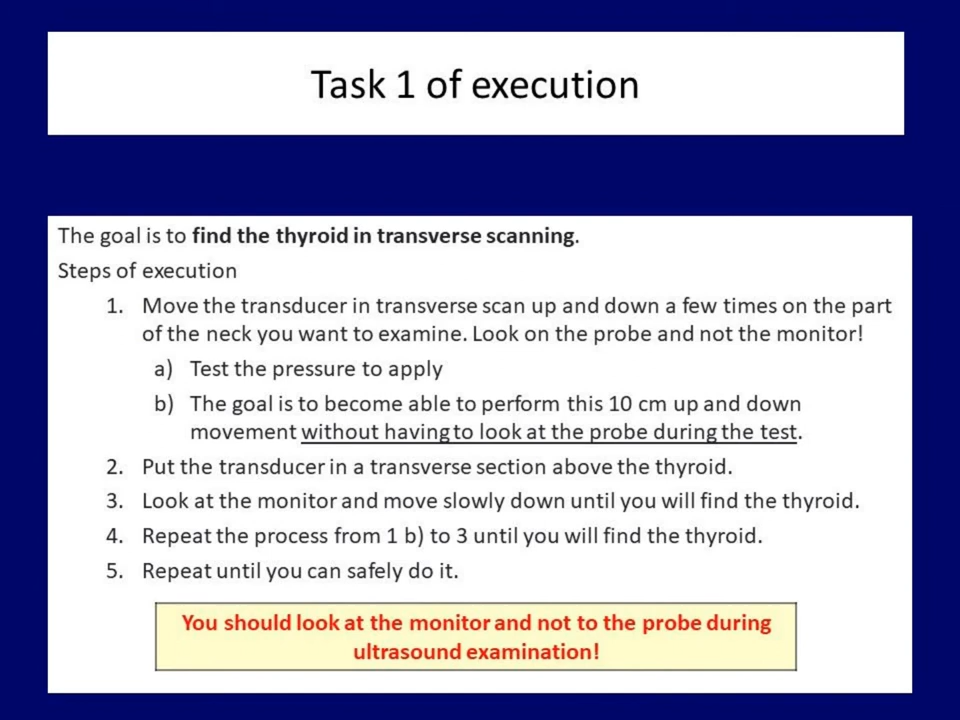 Task 1 of execution
The goal is to find the thyroid in transverse scanning.
Steps of execution
1. Move the transducer in transverse scan up and down a few times on the part
of the neck you want to examine. Look on the probe and not the monitor!
a) Test the pressure to apply
b) The goal is to become able to perform this 10 cm up and down
movement without having to look at the probe during the test.
2. Put the transducer in a transverse section above the thyroid.
3. Look at the monitor and move slowly down until you will find the thyroid.
4. Repeat the process from 1 b) to 3 until you will find the thyroid.
5. Repeat until you can safely do it.
You should look at the monitor and not to the probe during
ultrasound examination!